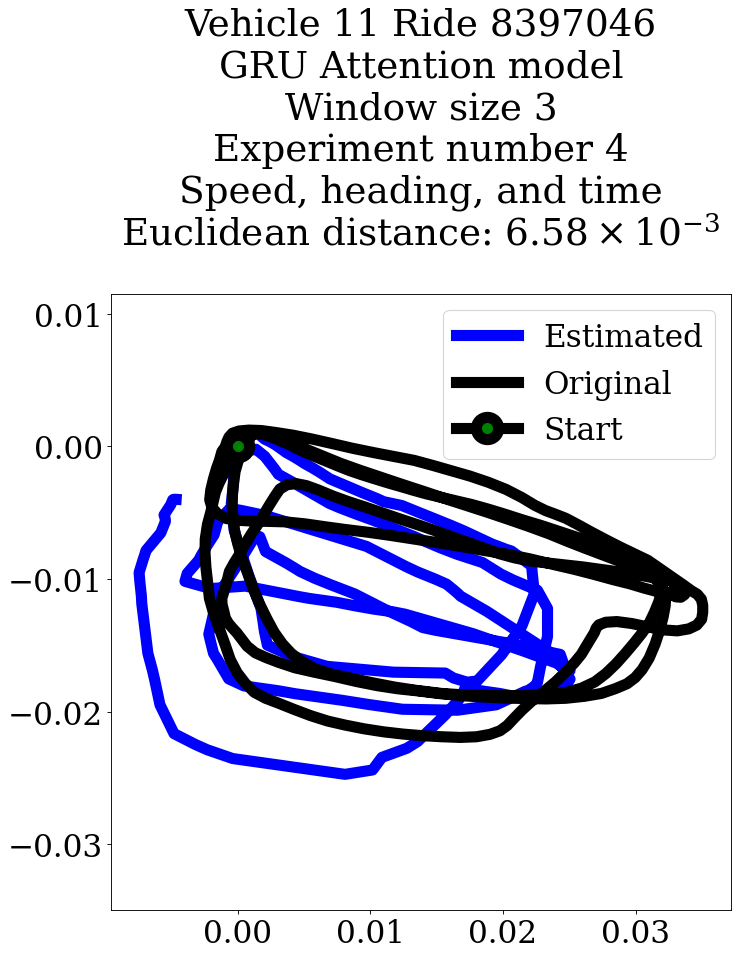 Vehicle 11 Ride 8397046
GRU Attention model
Window size 3
Experiment number 4
Speed, heading, and time
Euclidean distance: 6.58 × 10⁻³
Estimated
Original
Start
0.01
0.00
−0.01
−0.02
−0.03
0.00 0.01 0.02 0.03